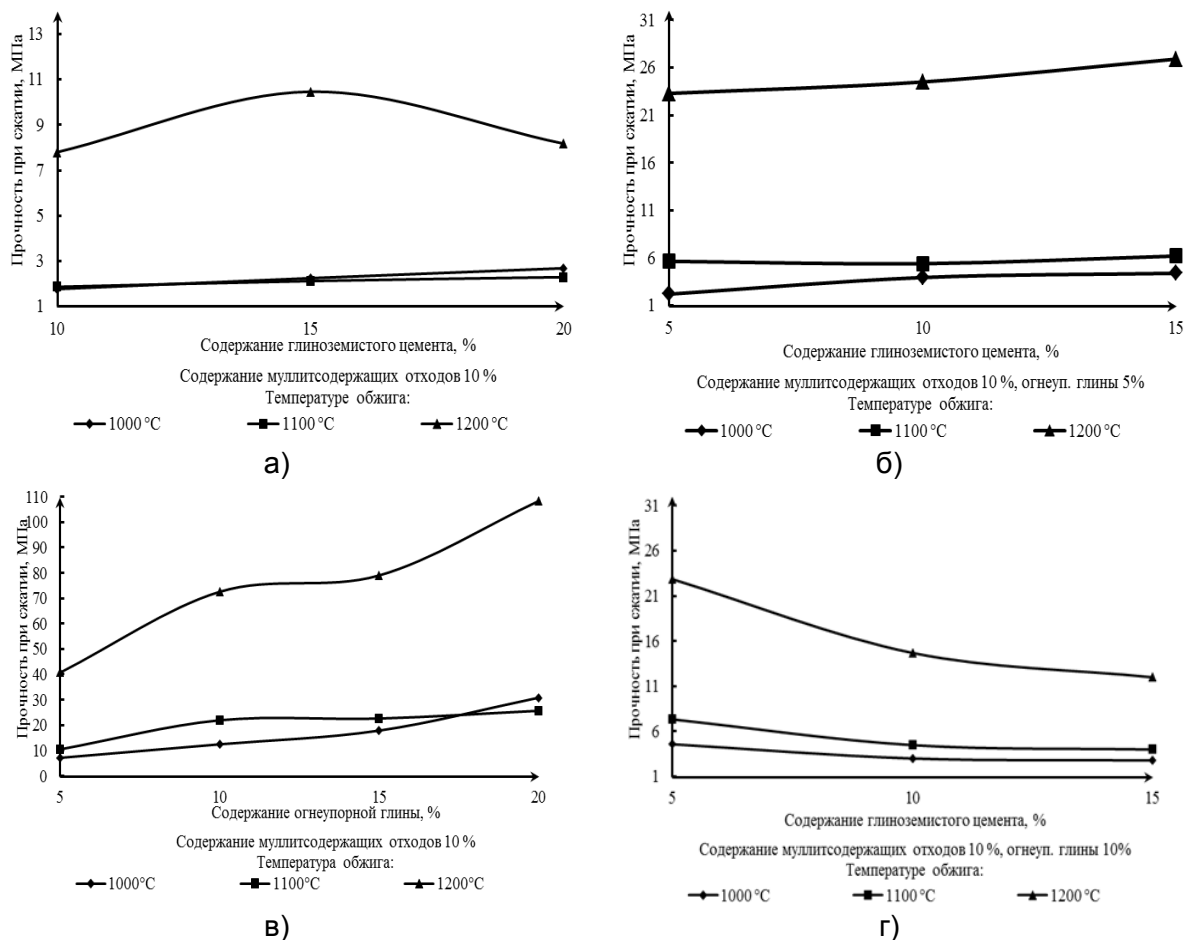 Прочность при сжатии, МПа
13
11
9
7
5
3
1
10 15 20
Содержание глиноземистого цемента, %
Содержание муллитсодержащих отходов 10 %
Температуре обжига:
1000 °С 1100 °С 1200 °С
а)
Прочность при сжатии, МПа
31
26
21
16
11
6
1
5 10 15
Содержание глиноземистого цемента, %
Содержание муллитсодержащих отходов 10 %, огнеуп. глины 5%
Температуре обжига:
1000 °С 1100 °С 1200 °С
б)
Прочность при сжатии, МПа
110
100
90
80
70
60
50
40
30
20
10
0
5 10 15 20
Содержание огнеупорной глины, %
Содержание муллитсодержащих отходов 10 %
Температура обжига:
1000°С 1100°С 1200°С
в)
Прочность при сжатии, МПа
31
26
21
16
11
6
1
5 10 15
Содержание глиноземистого цемента, %
Содержание муллитсодержащих отходов 10 %, огнеуп. глины 10%
Температуре обжига:
1000 °С 1100 °С 1200 °С
г)